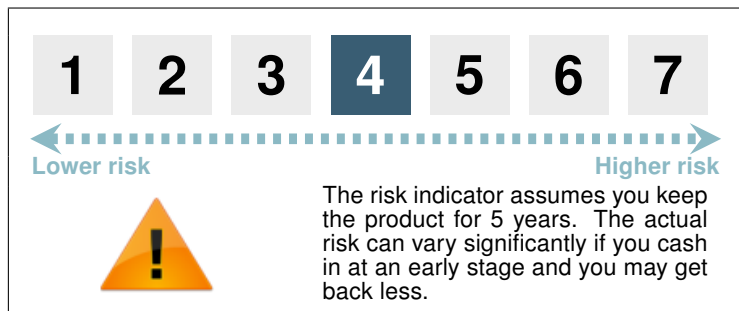 1 2 3 4 5 6 7
Lower risk Higher risk
The risk indicator assumes you keep
the product for 5 years. The actual
risk can vary significantly if you cash
in at an early stage and you may get
back less.